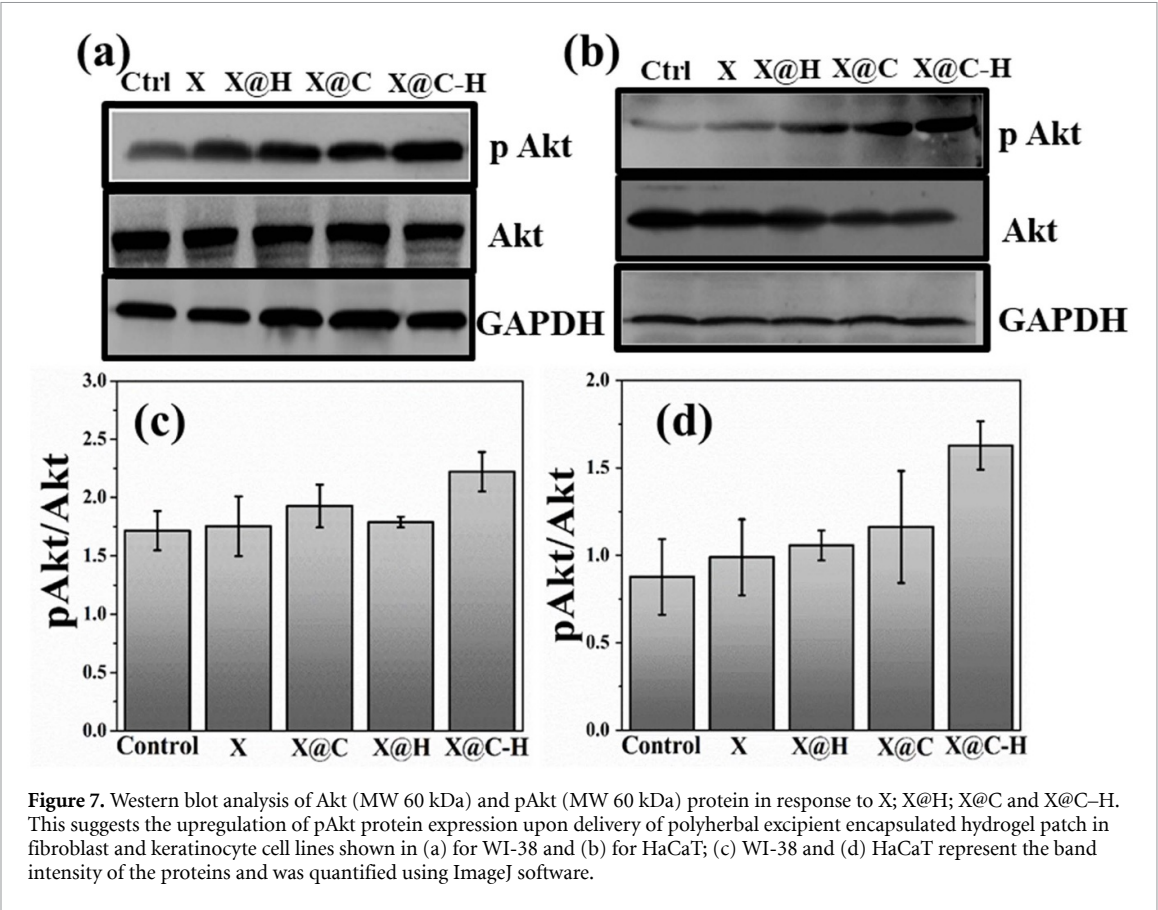 (a)
Ctrl X X@H X@C X@C-H
p Akt
Akt
GAPDH
(b)
Ctrl X X@H X@C X@C-H
p Akt
Akt
GAPDH
(c)
pAkt/Akt
3.0
2.5
2.0
1.5
1.0
0.5
0.0
Control X X@C X@H X@C-H
(d)
pAkt/Akt
2.0
1.5
1.0
0.5
0.0
Control X X@H X@C X@C-H
Figure 7. Western blot analysis of Akt (MW 60 kDa) and pAkt (MW 60 kDa) protein in response to X; X@H; X@C and X@C–H.
This suggests the upregulation of pAkt protein expression upon delivery of polyherbal excipient encapsulated hydrogel patch in
fibroblast and keratinocyte cell lines shown in (a) for WI-38 and (b) for HaCaT; (c) WI-38 and (d) HaCaT represent the band
intensity of the proteins and was quantified using ImageJ software.